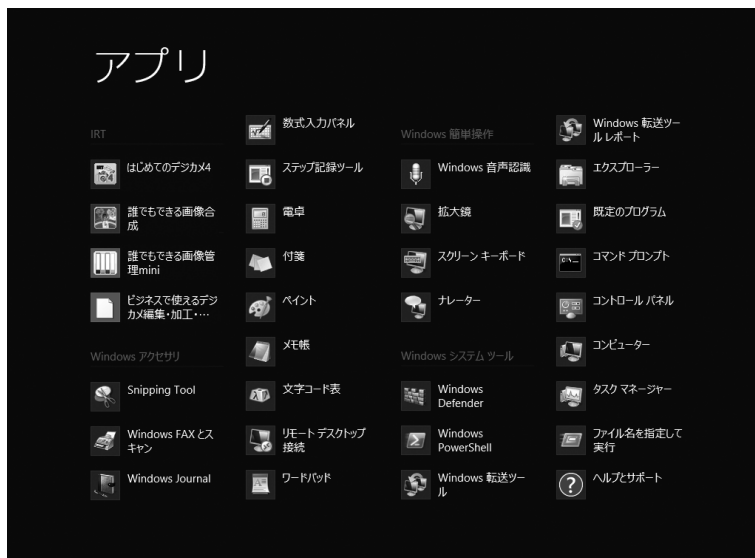 アプリ
IRT
はじめてのデジカメ4
誰でもできる画像合
成
誰でもできる画像管
理mini
ビジネスで使えるデジ
カメ編集・加工・…
Windows アクセサリ
Snipping Tool
Windows FAX とス
キャン
Windows Journal
数式入力パネル
ステップ記録ツール
電卓
付箋
ペイント
メモ帳
文字コード表
リモート デスクトップ
接続
ワードパッド
Windows 簡単操作
Windows 音声認識
拡大鏡
スクリーン キーボード
ナレーター
Windows システム ツール
Windows
Defender
Windows
PowerShell
Windows 転送ツー
ル
Windows 転送ツー
ル レポート
エクスプローラー
既定のプログラム
コマンド プロンプト
コントロール パネル
コンピューター
タスク マネージャー
ファイル名を指定して
実行
ヘルプとサポート